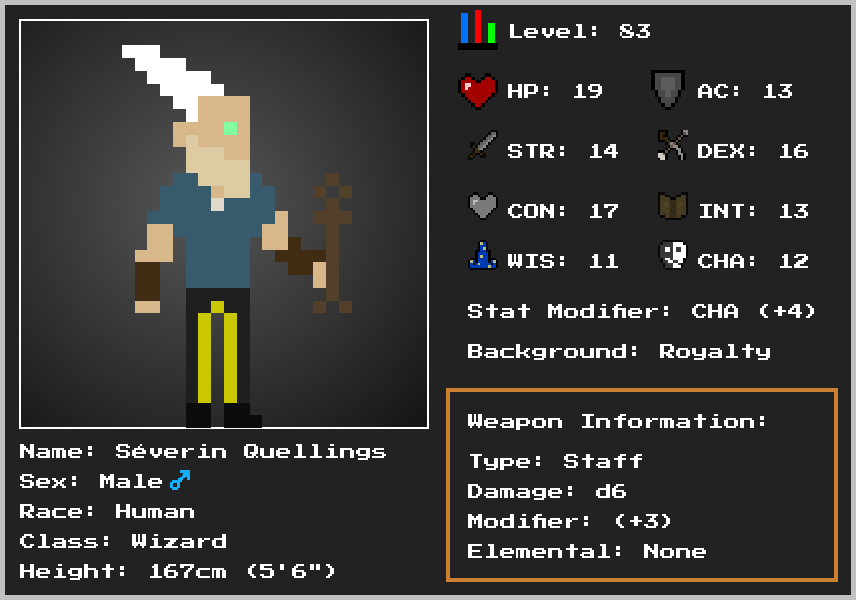 Level: 83
HP: 19 AC: 13
STR: 14 DEX: 16
CON: 17 INT: 13
WIS: 11 CHA: 12
Stat Modifier: CHA (+4)
Background: Royalty
Weapon Information:
Type: Staff
Damage: d6
Modifier: (+3)
Elemental: None
Name: Séverin Quellings
Sex: Male♂
Race: Human
Class: Wizard
Height: 167cm (5'6")